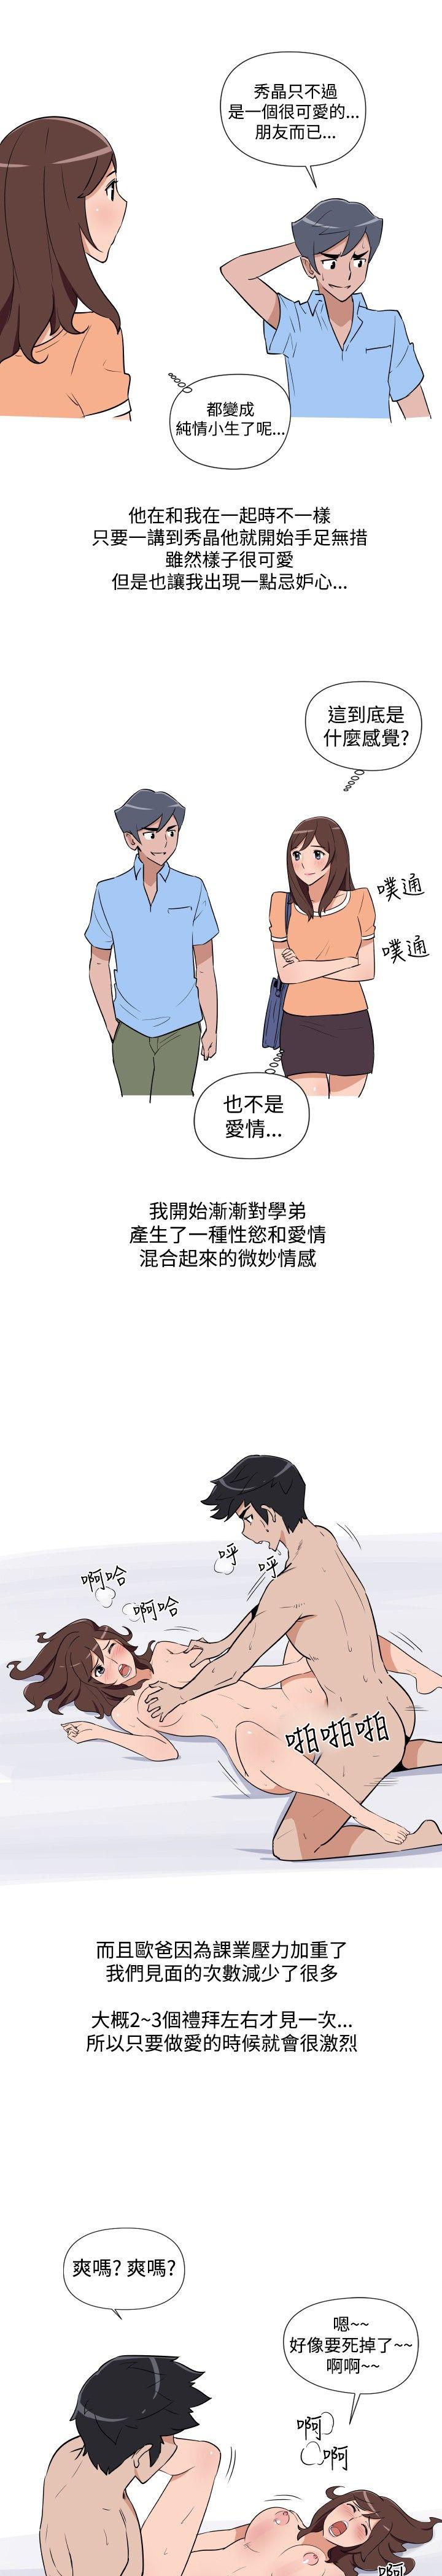 秀晶只不過
是一個很可愛的...
朋友而已...
都變成
純情小生了呢...
他在和我在一起時不一樣
只要一講到秀晶他就開始手足無措
雖然樣子很可愛
但是也讓我出現一點忌妒心...
這到底是
什麼感覺?
噗通
噗通
也不是
愛情...
我開始漸漸對學弟
產生了一種性慾和愛情
混合起來的微妙情感
呼
呼
啊哈
啊哈
啪啪啪
而且歐爸因為課業壓力加重了
我們見面的次數減少了很多
大概2~3個禮拜左右才見一次...
所以只要做愛的時候就會很激烈
爽嗎? 爽嗎?
嗯~~
好像要死掉了~~
啊啊~~
啊
啊
啊